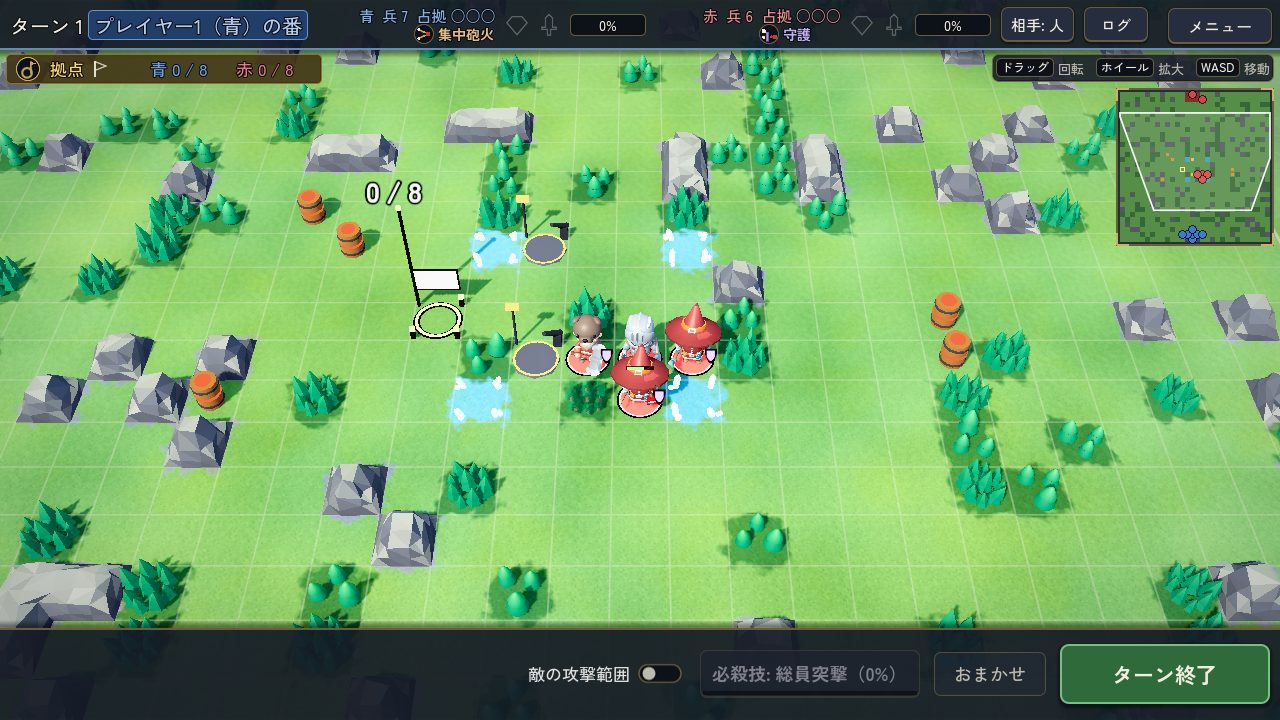 ターン 1 プレイヤー1（青）の番
青 兵 7 占拠 〇〇〇
集中砲火
0%
赤 兵 6 占拠 〇〇〇
守護
0%
相手: 人
ログ
メニュー
拠点 青 0 / 8 赤 0 / 8
ドラッグ 回転 ホイール 拡大 WASD 移動
0 / 8
敵の攻撃範囲
必殺技: 総員突撃（0%）
おまかせ
ターン終了